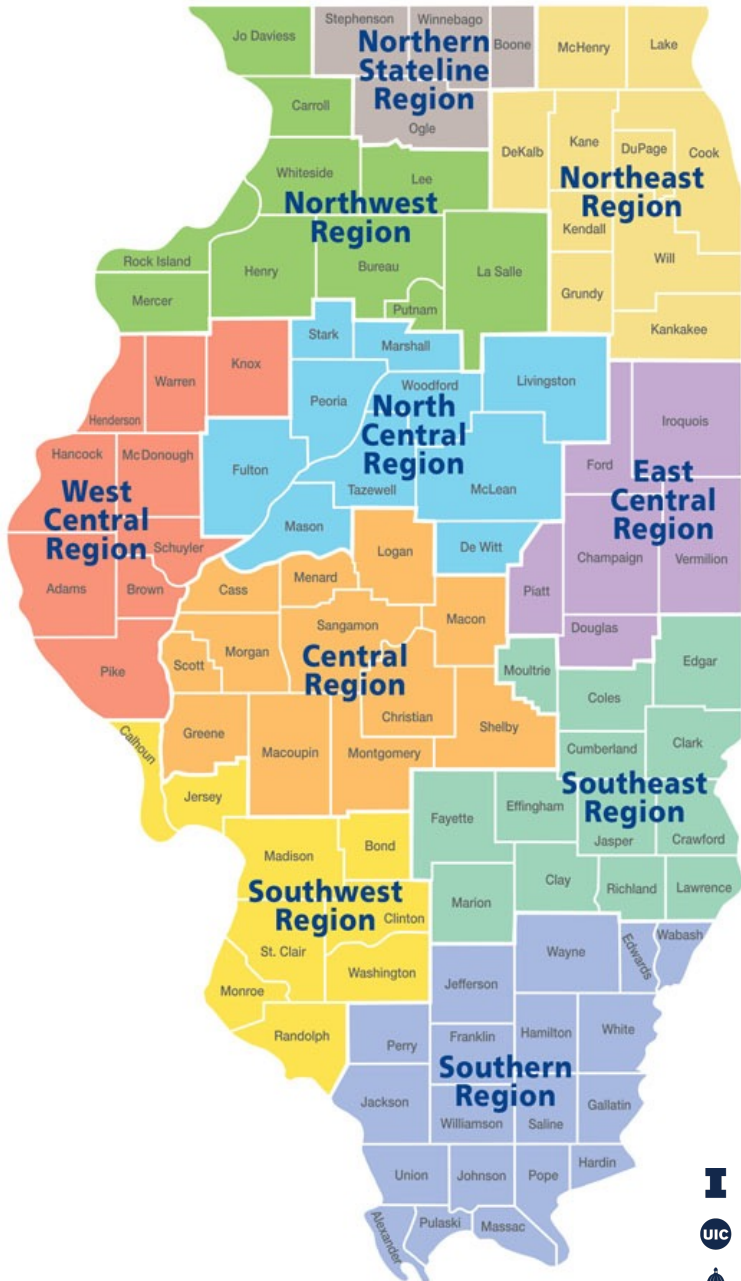 Jo Daviess
Stephenson
Winnebago
Boone
McHenry
Lake
Northern
Stateline
Region
Carroll
Ogle
DeKalb
Kane
DuPage
Cook
Northeast
Region
Whiteside
Lee
Northwest
Region
Kendall
Will
Rock Island
Henry
Bureau
La Salle
Grundy
Mercer
Putnam
Kankakee
Stark
Marshall
Knox
Warren
Henderson
Peoria
Woodford
Livingston
North
Central
Region
Iroquois
Ford
East
Central
Region
Hancock
McDonough
Fulton
Tazewell
McLean
West
Central
Region
Mason
Schuyler
Logan
De Witt
Champaign
Vermilion
Adams
Brown
Cass
Menard
Piatt
Macon
Sangamon
Douglas
Pike
Scott
Morgan
Central
Region
Moultrie
Edgar
Coles
Christian
Shelby
Calhoun
Greene
Macoupin
Montgomery
Cumberland
Clark
Southeast
Region
Jersey
Fayette
Effingham
Jasper
Crawford
Madison
Bond
Southwest
Region
Clinton
Marion
Clay
Richland
Lawrence
St. Clair
Washington
Wayne
Edwards
Wabash
Monroe
Jefferson
Randolph
Perry
Franklin
Hamilton
White
Southern
Region
Jackson
Williamson
Saline
Gallatin
Union
Johnson
Pope
Hardin
Alexander
Pulaski
Massac
I
UIC